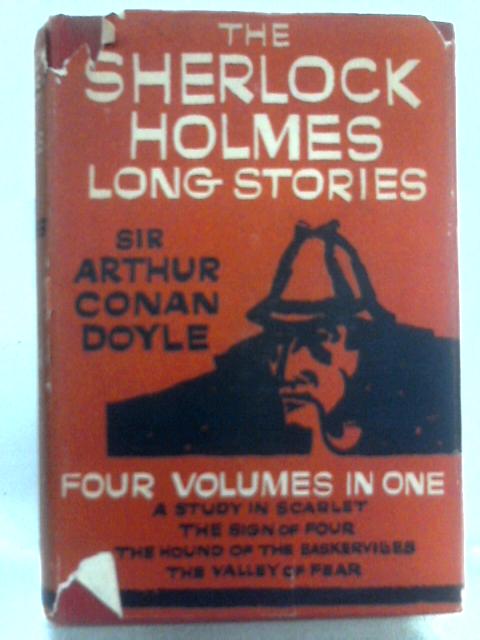 THE
SHERLOCK
HOLMES
LONG STORIES
SIR
ARTHUR
CONAN
DOYLE
FOUR VOLUMES IN ONE
A STUDY IN SCARLET
THE SIGN OF FOUR
THE HOUND OF THE BASKERVILLES
THE VALLEY OF FEAR